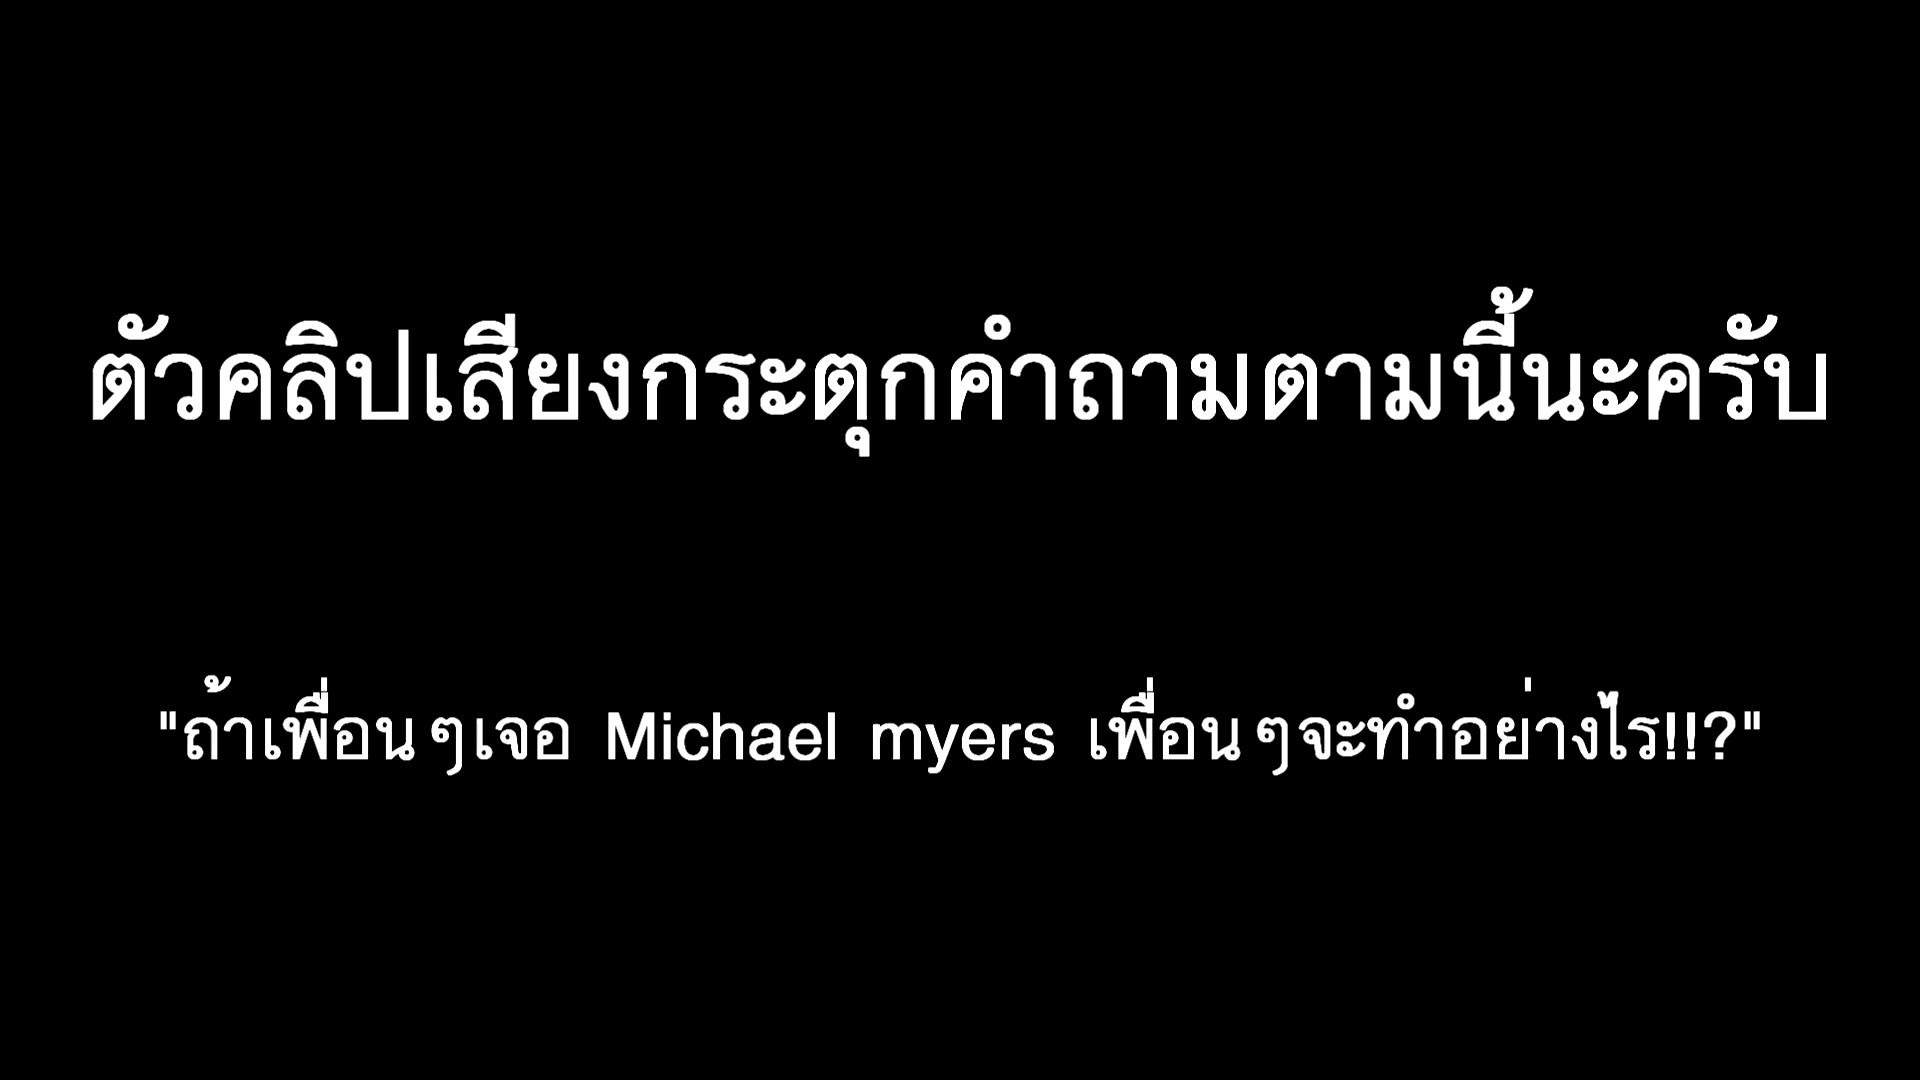 ตัวคลิปเสียงกระตุกคำถามตามนี้นะครับ
"ถ้าเพื่อนๆเจอ Michael myers เพื่อนๆจะทำอย่างไร!!?"